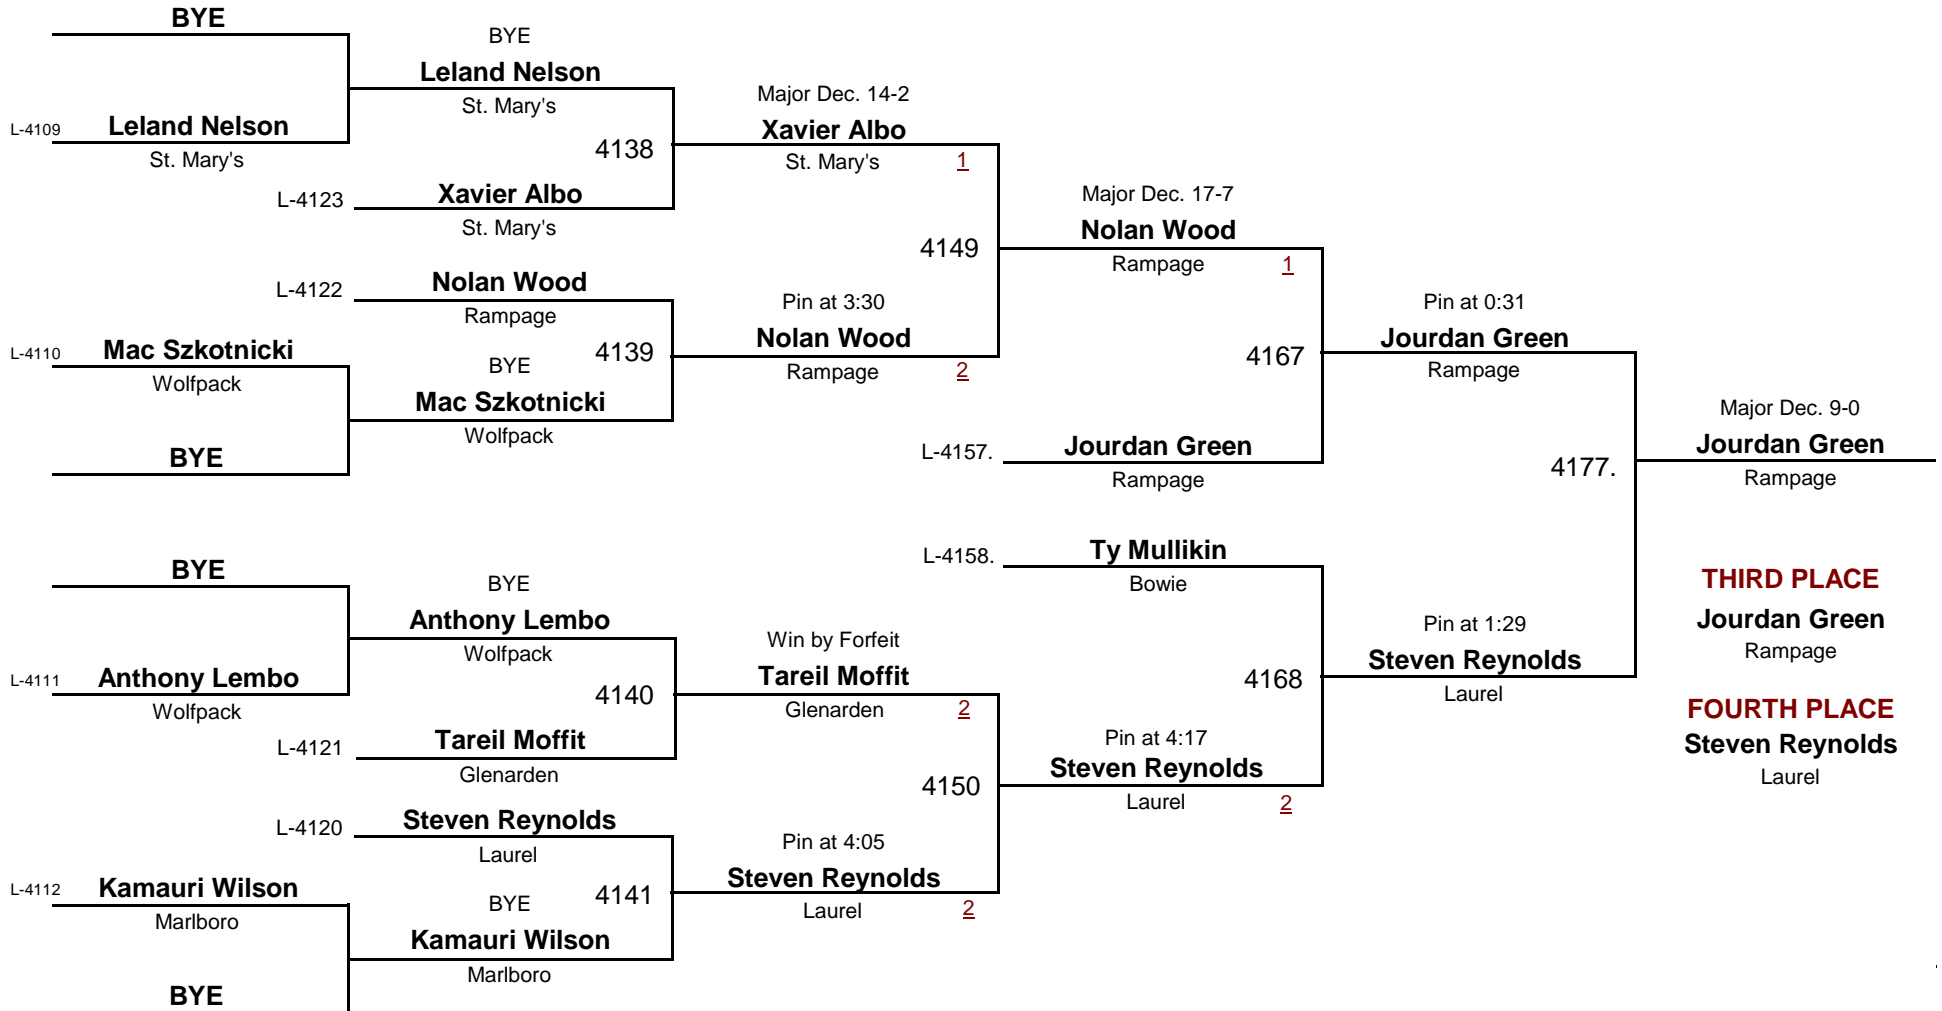 BYE
BYE
Leland Nelson
St. Mary's
L-4109 Leland Nelson
St. Mary's
4138
L-4123 Xavier Albo
St. Mary's
Major Dec. 14-2
Xavier Albo
St. Mary's 1
L-4122 Nolan Wood
Rampage
L-4110 Mac Szkotnicki
Wolfpack
4139
BYE
Mac Szkotnicki
Wolfpack
BYE
Pin at 3:30
Nolan Wood
Rampage 2
4149
Major Dec. 17-7
Nolan Wood
Rampage 1
4167
L-4157. Jourdan Green
Rampage
Pin at 0:31
Jourdan Green
Rampage
4177.
Major Dec. 9-0
Jourdan Green
Rampage
BYE
BYE
Anthony Lembo
Wolfpack
L-4111 Anthony Lembo
Wolfpack
4140
L-4121 Tareil Moffit
Glenarden
Win by Forfeit
Tareil Moffit
Glenarden 2
L-4120 Steven Reynolds
Laurel
L-4112 Kamauri Wilson
Marlboro
4141
BYE
Kamauri Wilson
Marlboro
BYE
Pin at 4:05
Steven Reynolds
Laurel 2
4150
L-4158. Ty Mullikin
Bowie
4168
Pin at 4:17
Steven Reynolds
Laurel 2
Pin at 1:29
Steven Reynolds
Laurel
THIRD PLACE
Jourdan Green
Rampage
FOURTH PLACE
Steven Reynolds
Laurel